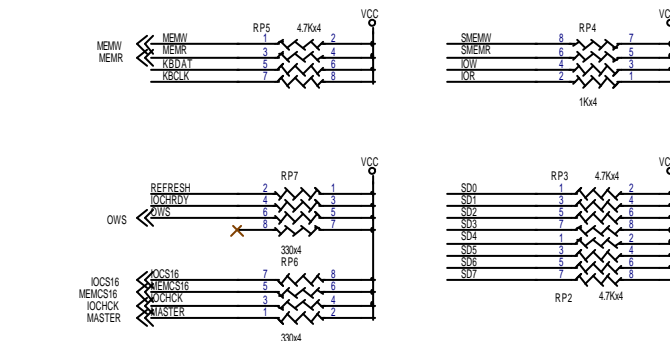 VCC
RP5 4.7Kx4
MEMW MEMW 1 2
MEMR MEMR 3 4
KBDAT 5 6
KBCLK 7 8
VC
RP4
SMEMW 8 7
SMEMR 6 5
IOW 4 3
IOR 2 1
1Kx4
VCC
RP7
REFRESH 2 1
IOCHRDY 4 3
OWS OWS 6 5
8 7
330x4
RP6
IOCS16 IOCS16 7 8
MEMCS16 MEMCS16 5 6
IOCHCK IOCHCK 3 4
MASTER MASTER 1 2
330x4
VC
RP3 4.7Kx4
SD0 1 2
SD1 3 4
SD2 5 6
SD3 7 8
SD4 1 2
SD5 3 4
SD6 5 6
SD7 7 8
RP2 4.7Kx4